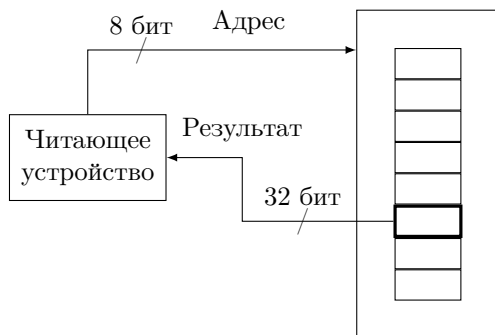 8 бит
Адрес
Читающее
устройство
Результат
32 бит